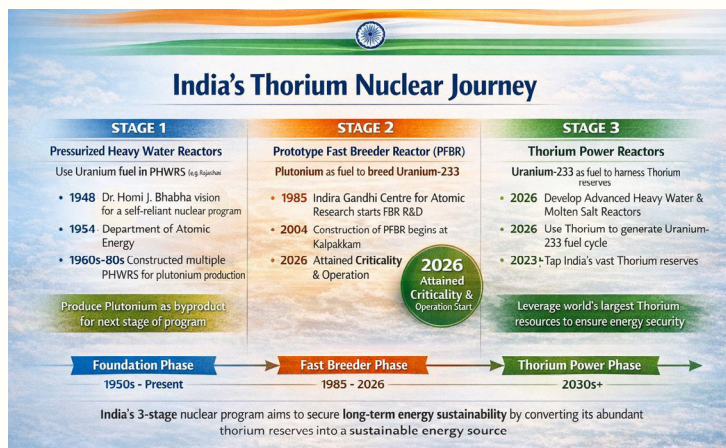 India's Thorium Nuclear Journey
STAGE 1
Pressurized Heavy Water Reactors
Use Uranium fuel in PHWRS (e.g. Rajashan
• 1948 Dr. Homi J. Bhabha vision
for a self-reliant nuclear program
• 1954 Department of Atomic
Energy
• 1960s-80s Constructed multiple
PHWRs for plutonium production
Produce Plutonium as byproduct
for next stage of program
STAGE 2
Prototype Fast Breeder Reactor (PFBR)
Plutonium as fuel to breed Uranium-233
• 1985 Indira Gandhi Centre for Atomic
Research starts FBR R&D
• 2004 Construction of PFBR begins at
Kalpakkam
• 2026 Attained Criticality
& Operation
2026
Attained
Criticality &
Operation Start
STAGE 3
Thorium Power Reactors
Uranium-233 as fuel to harness Thorium
reserves
• 2026 Develop Advanced Heavy Water &
Molten Salt Reactors
• 2026 Use Thorium to generate Uranium-
233 fuel cycle
• 2023+ Tap India's vast Thorium reserves
Leverage world's largest Thorium
resources to ensure energy security
Foundation Phase
1950s - Present
Fast Breeder Phase
1985 - 2026
Thorium Power Phase
2030s+
India's 3-stage nuclear program aims to secure long-term energy sustainability by converting its abundant
thorium reserves into a sustainable energy source